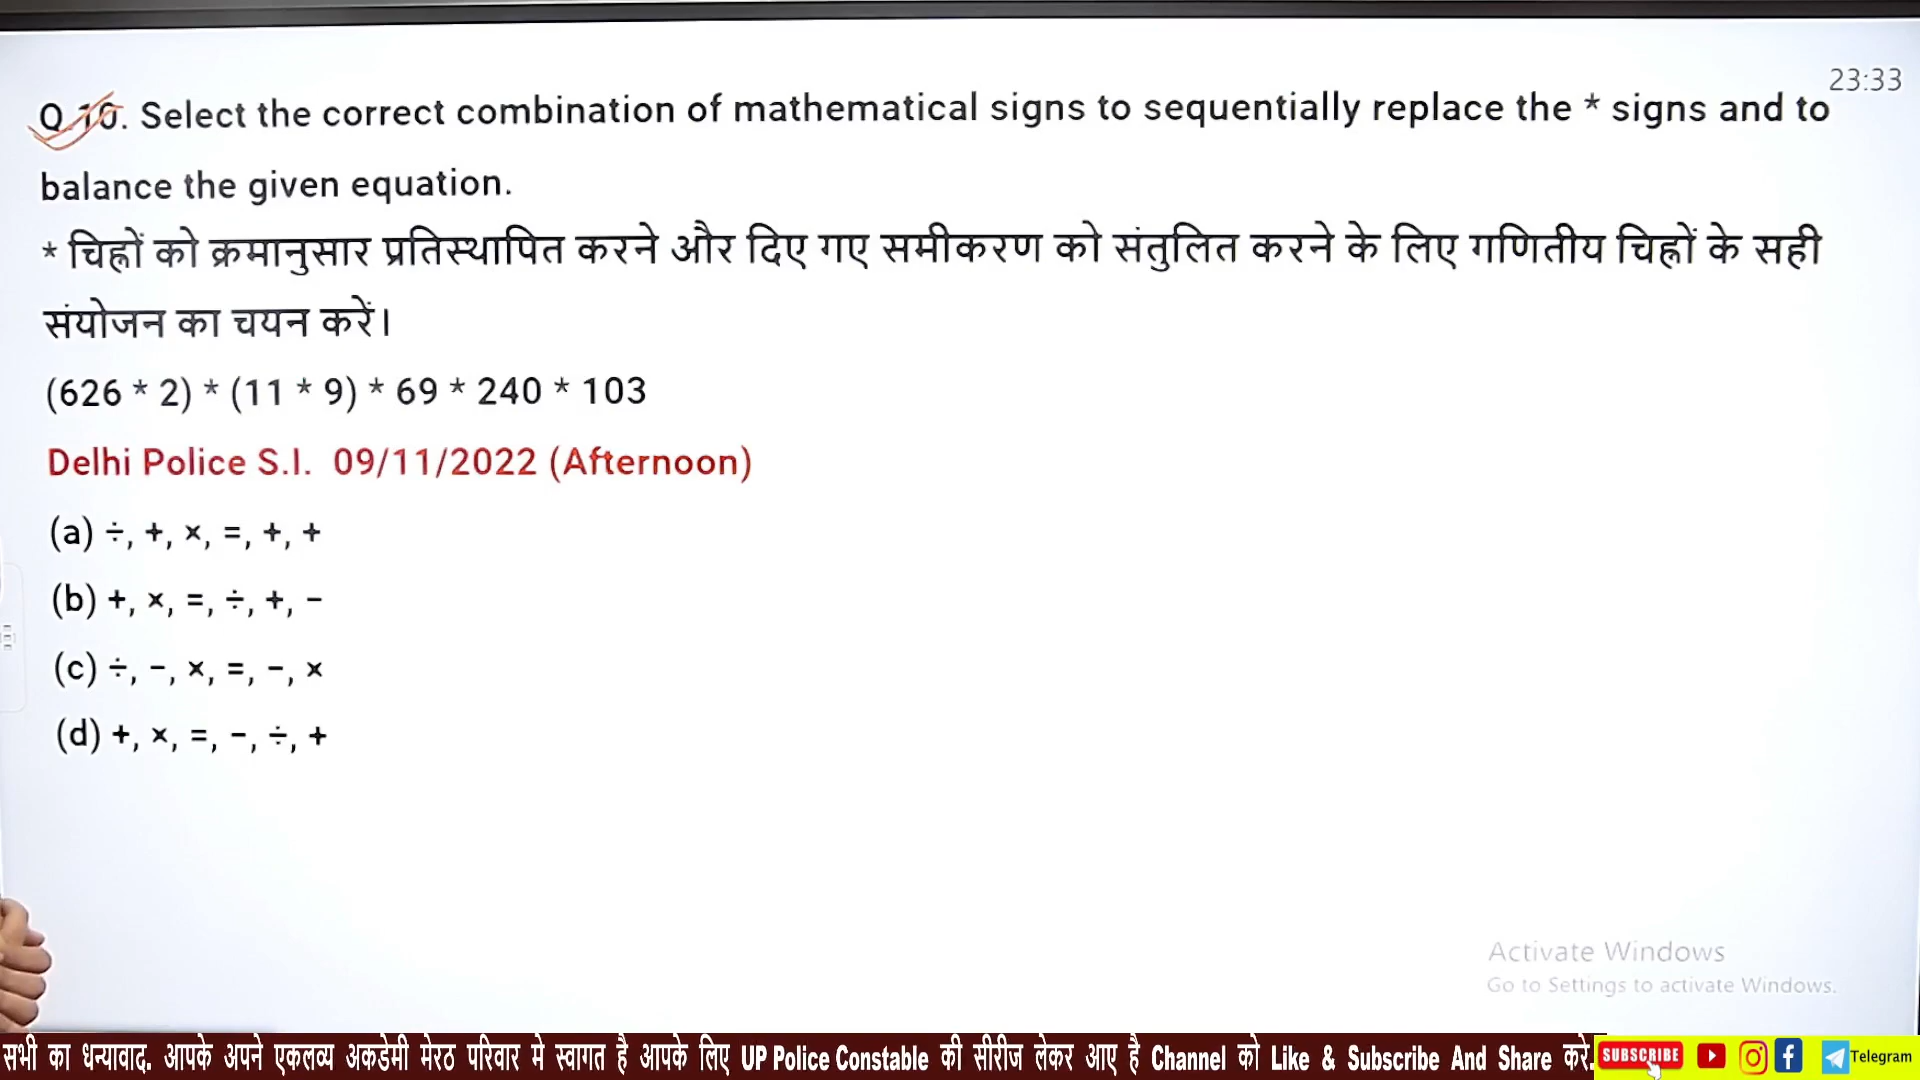 23:33
Q.10. Select the correct combination of mathematical signs to sequentially replace the * signs and to
balance the given equation.
* चिह्नों को क्रमानुसार प्रतिस्थापित करने और दिए गए समीकरण को संतुलित करने के लिए गणितीय चिह्नों के सही
संयोजन का चयन करें।
(626 * 2) * (11 * 9) * 69 * 240 * 103
Delhi Police S.I. 09/11/2022 (Afternoon)
(a) ÷, +, ×, =, +, +
(b) +, ×, =, ÷, +, −
(c) ÷, −, ×, =, −, ×
(d) +, ×, =, −, ÷, +
Activate Windows
Go to Settings to activate Windows.
सभी का धन्यावाद. आपके अपने एकलव्य अकडेमी मेरठ परिवार मे स्वागत है आपके लिए UP Police Constable की सीरीज लेकर आए है Channel को Like & Subscribe And Share करे. SUBSCRIBE Telegram